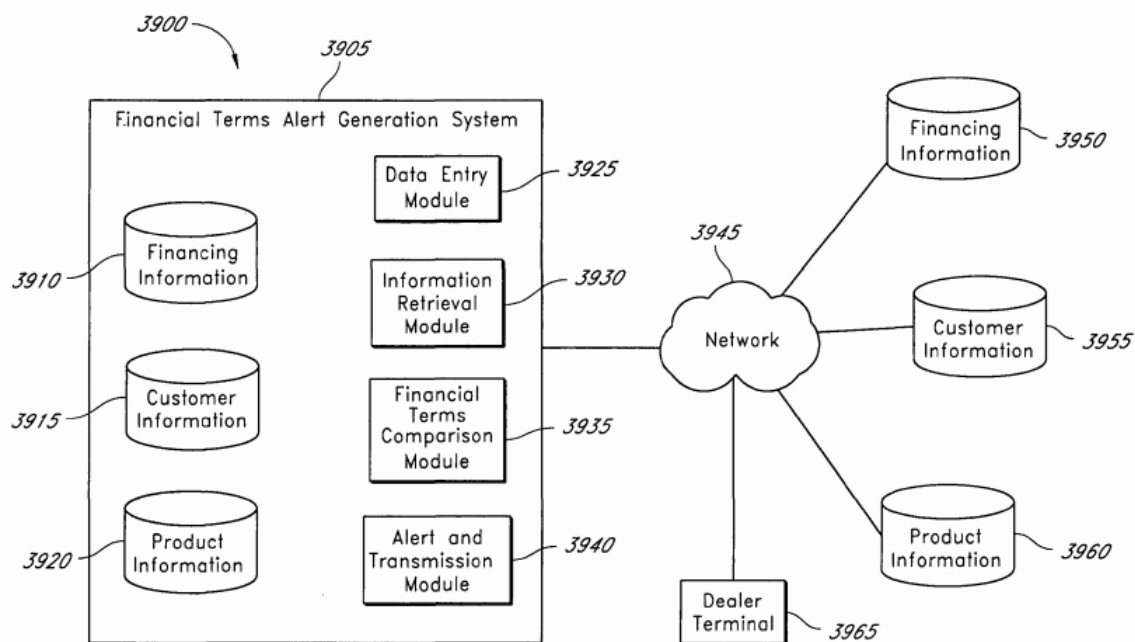 3900
3905
Financial Terms Alert Generation System
Data Entry
Module
3925
Financing
Information
3910
Information
Retrieval
Module
3930
Customer
Information
3915
Financial
Terms
Comparison
Module
3935
Product
Information
3920
Alert and
Transmission
Module
3940
3945
Network
Financing
Information
3950
Customer
Information
3955
Product
Information
3960
Dealer
Terminal
3965